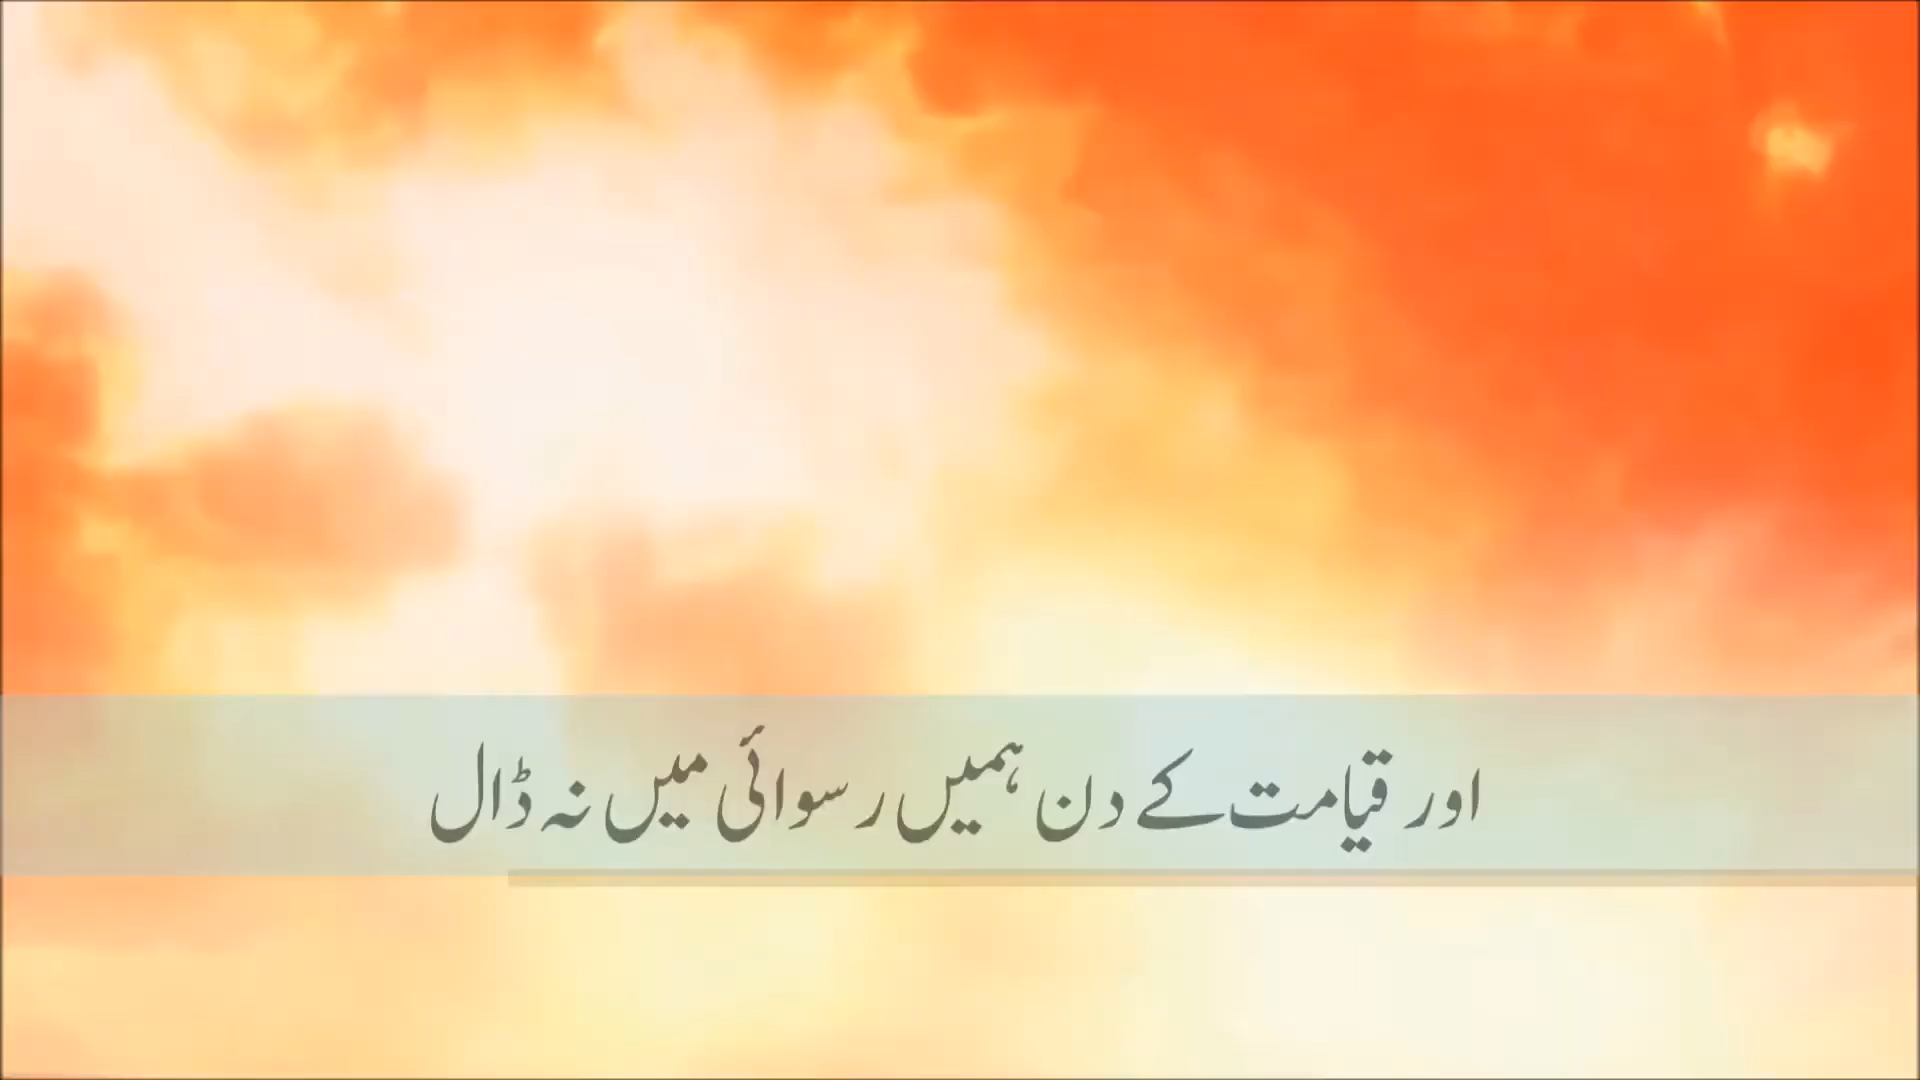 اور قیامت کے دن ہمیں رسوائی میں نہ ڈال